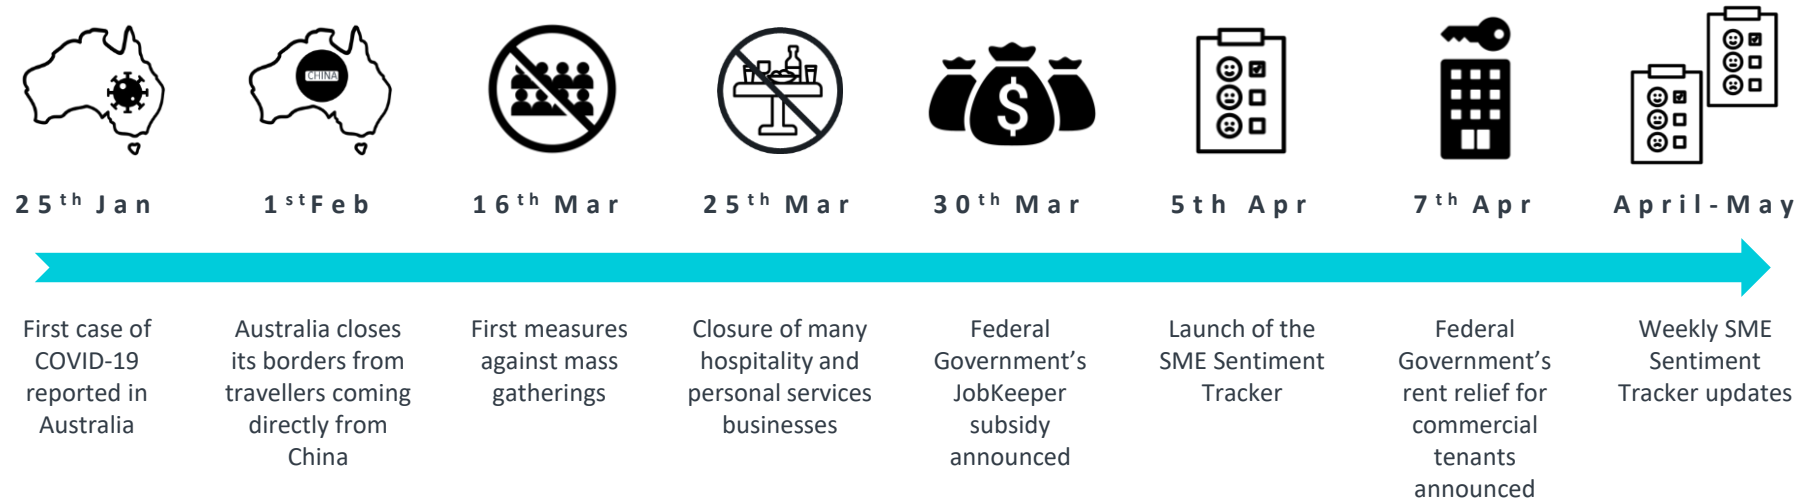 CHINA
$
25th Jan
1stFeb
16th Mar
25th Mar
30th Mar
5th Apr
7th Apr
April-May
First case of
COVID-19
reported in
Australia
Australia closes
its borders from
travellers coming
directly from
China
First measures
against mass
gatherings
Closure of many
hospitality and
personal services
businesses
Federal
Government’s
JobKeeper
subsidy
announced
Launch of the
SME Sentiment
Tracker
Federal
Government’s
rent relief for
commercial
tenants
announced
Weekly SME
Sentiment
Tracker updates